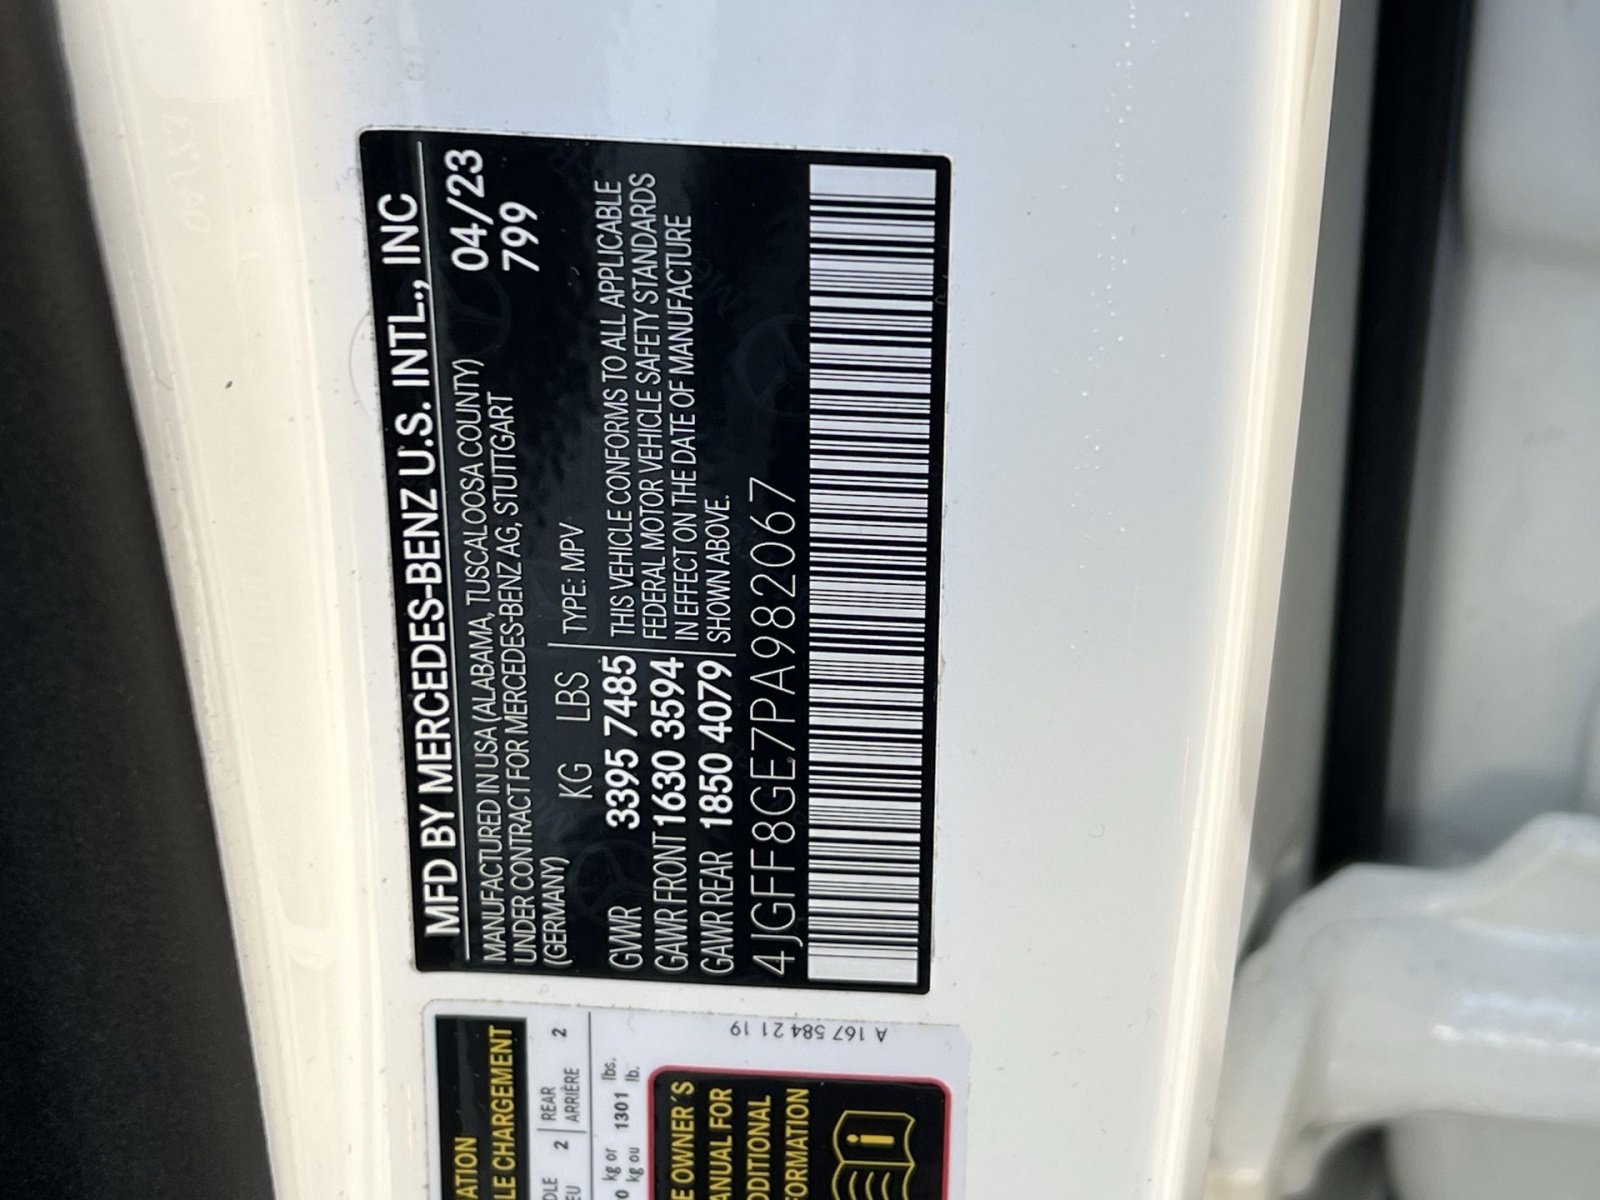 MFD BY MERCEDES-BENZ U.S. INTL., INC
MANUFACTURED IN USA (ALABAMA, TUSCALOOSA COUNTY) 04/23
UNDER CONTRACT FOR MERCEDES-BENZ AG, STUTTGART 799
(GERMANY)
KG LBS TYPE: MPV
GVWR 3395 7485 THIS VEHICLE CONFORMS TO ALL APPLICABLE
GAWR FRONT 1630 3594 FEDERAL MOTOR VEHICLE SAFETY STANDARDS
GAWR REAR 1850 4079 IN EFFECT ON THE DATE OF MANUFACTURE
SHOWN ABOVE.
4JGFF8GE7PA982067
A 167 584 21 19
CHARGEMENT
2 REAR 2
ARRIÈRE
kg or 1301 lbs.
kg ou lb.
OWNER'S
FOR